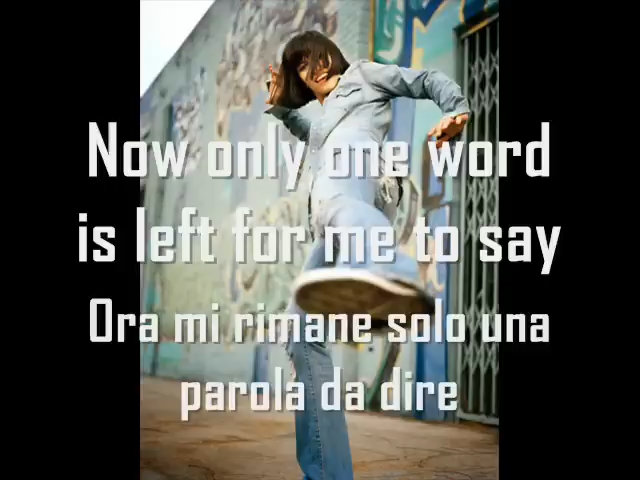 Now only one word
is left for me to say
Ora mi rimane solo una
parola da dire